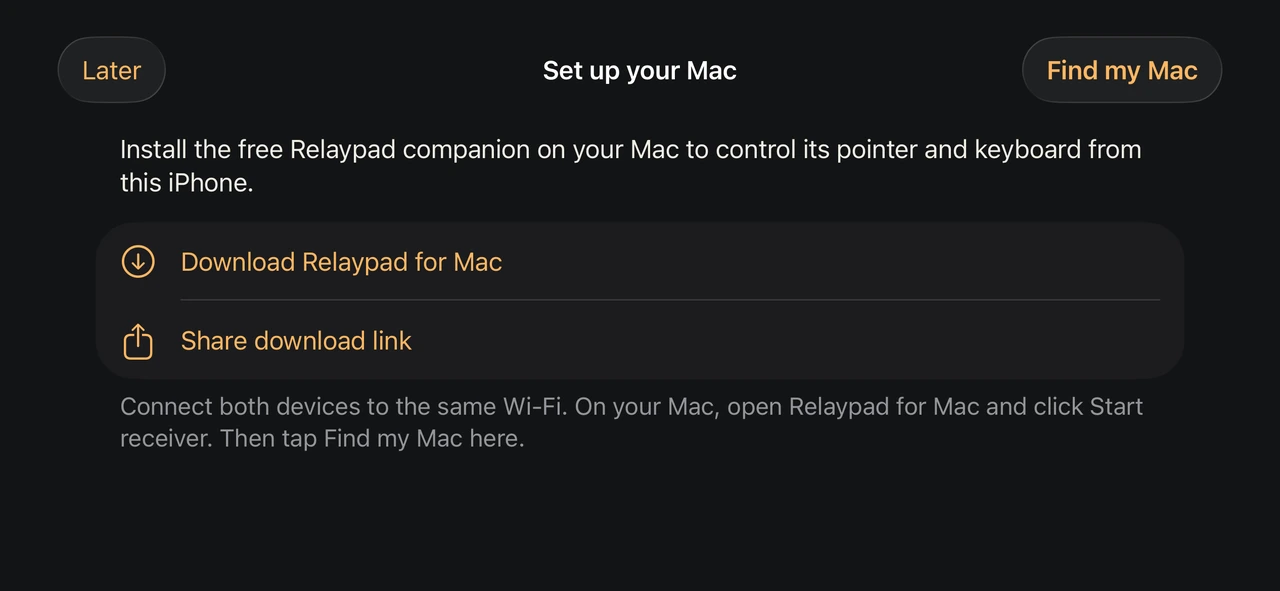 Later
Set up your Mac
Find my Mac
Install the free Relaypad companion on your Mac to control its pointer and keyboard from
this iPhone.
Download Relaypad for Mac
Share download link
Connect both devices to the same Wi-Fi. On your Mac, open Relaypad for Mac and click Start
receiver. Then tap Find my Mac here.